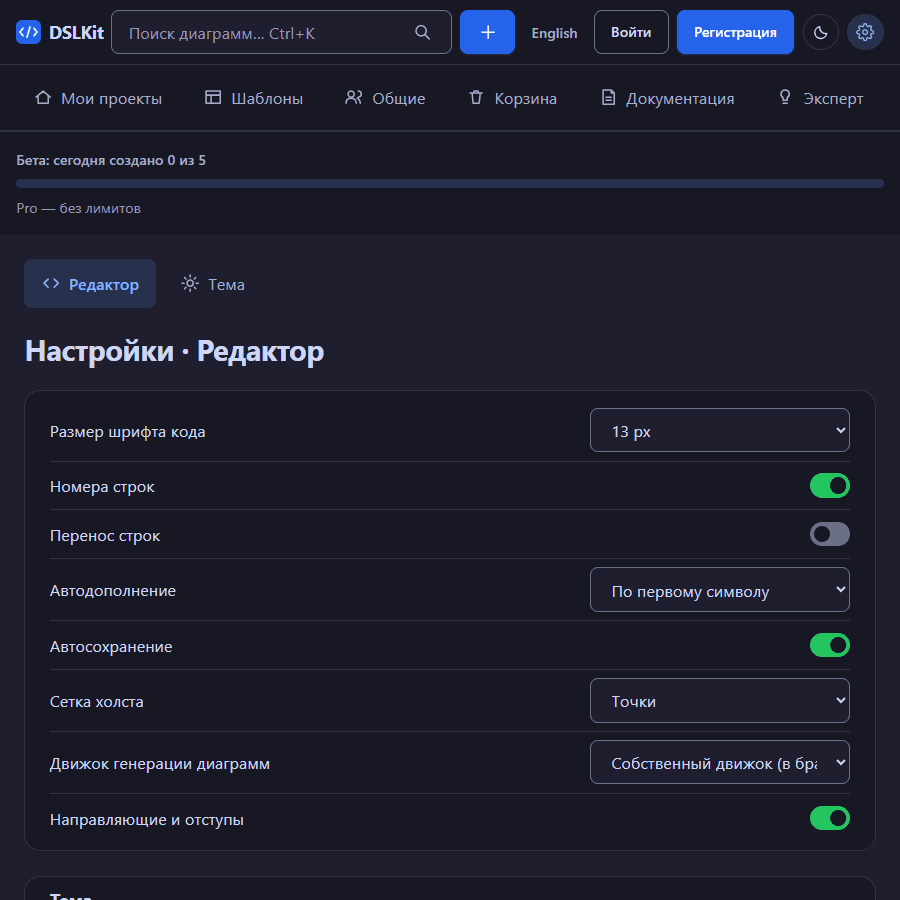 DSLKit
Поиск диаграмм... Ctrl+K
English
Войти
Регистрация
Мои проекты
Шаблоны
Общие
Корзина
Документация
Эксперт
Бета: сегодня создано 0 из 5
Pro — без лимитов
Редактор
Тема
Настройки · Редактор
Размер шрифта кода
13 px
Номера строк
Перенос строк
Автодополнение
По первому символу
Автосохранение
Сетка холста
Точки
Движок генерации диаграмм
Собственный движок (в бра
Направляющие и отступы
Тема